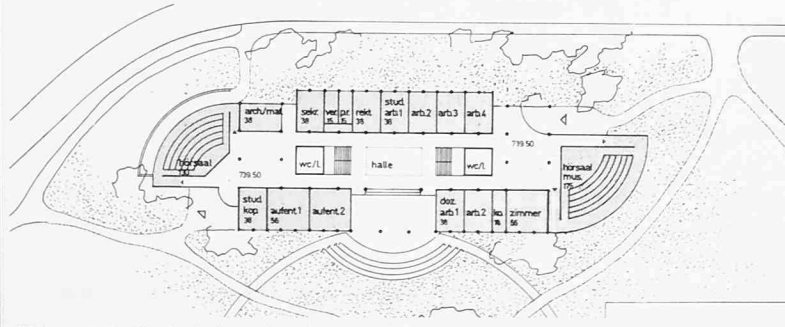 arch./mat.
38
sekr.
38
ver.
15
pr.
15
rekt.
38
stud.
arb.1
38
arb.2
arb.3
arb.4
hörsaal
739.50
wc/l.
halle
wc/l.
739.50
hörsaal
mus.
175
stud.
kop.
38
aufent.1
56
aufent.2
doz.
arb.1
38
arb.2
ko.
zimmer
56